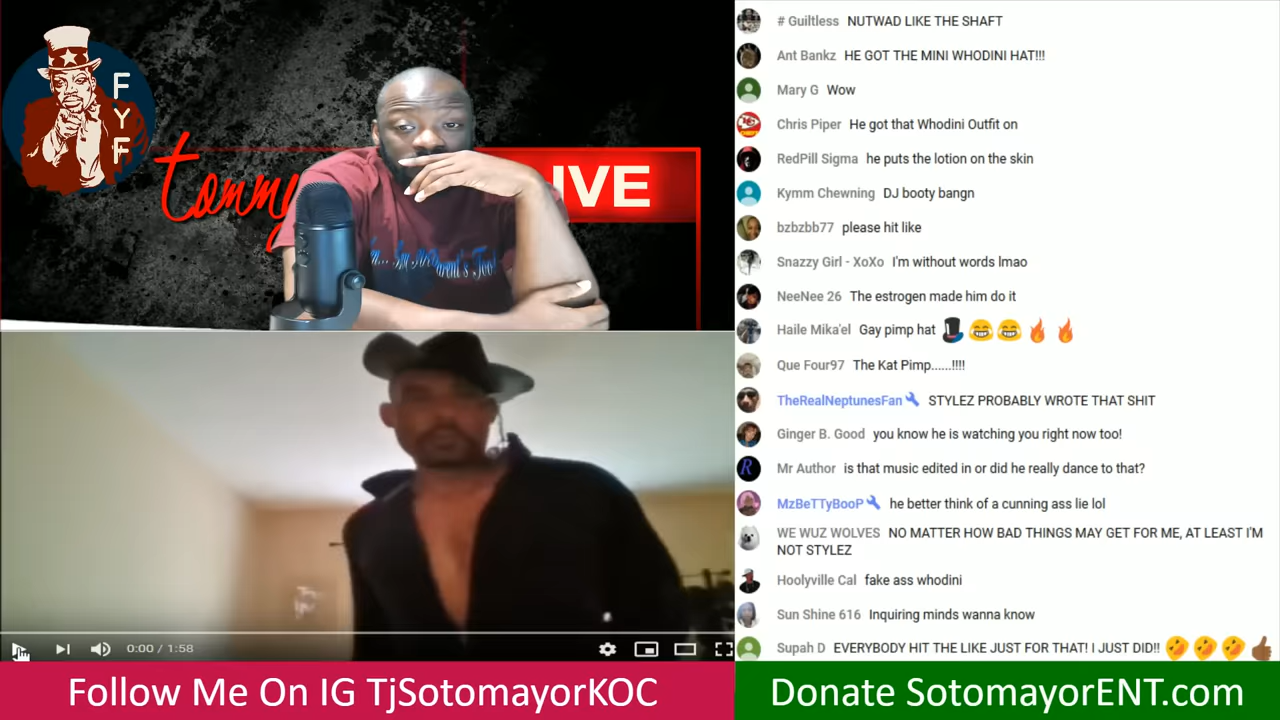 F
Y
F
tommy
IVE
0:00 / 1:58
Follow Me On IG TjSotomayorKOC
# Guiltless NUTWAD LIKE THE SHAFT
Ant Bankz HE GOT THE MINI WHODINI HAT!!!
Mary G Wow
Chris Piper He got that Whodini Outfit on
RedPill Sigma he puts the lotion on the skin
Kymm Chewning DJ booty bangn
bzbzbb77 please hit like
Snazzy Girl - XoXo I'm without words lmao
NeeNee 26 The estrogen made him do it
Haile Mika'el Gay pimp hat 🎩😂😂🔥🔥
Que Four97 The Kat Pimp......!!!!
TheRealNeptunesFan STYLEZ PROBABLY WROTE THAT SHIT
Ginger B. Good you know he is watching you right now too!
R Mr Author is that music edited in or did he really dance to that?
MzBeTTyBooP he better think of a cunning ass lie lol
WE WUZ WOLVES NO MATTER HOW BAD THINGS MAY GET FOR ME, AT LEAST I'M
NOT STYLEZ
Hoolyville Cal fake ass whodini
Sun Shine 616 Inquiring minds wanna know
Supah D EVERYBODY HIT THE LIKE JUST FOR THAT! I JUST DID!! 🤣🤣🤣👍🏾
Donate SotomayorENT.com